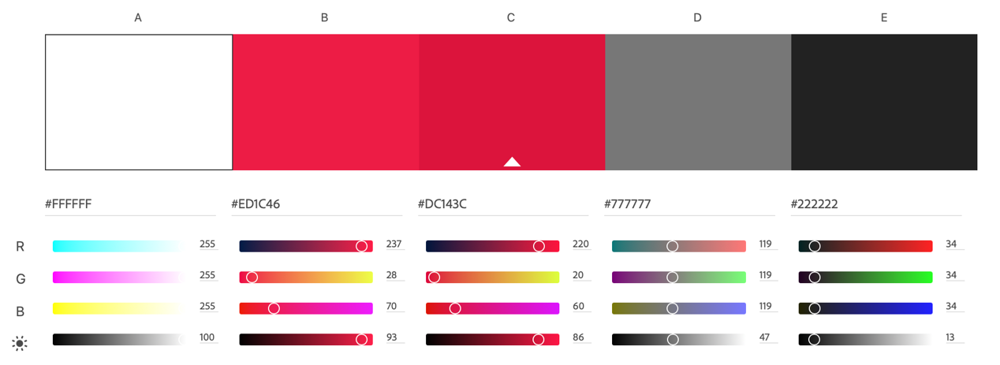 A B C D E
#FFFFFF #ED1C46 #DC143C #777777 #222222
R 255 237 220 119 34
G 255 28 20 119 34
B 255 70 60 119 34
100 93 86 47 13